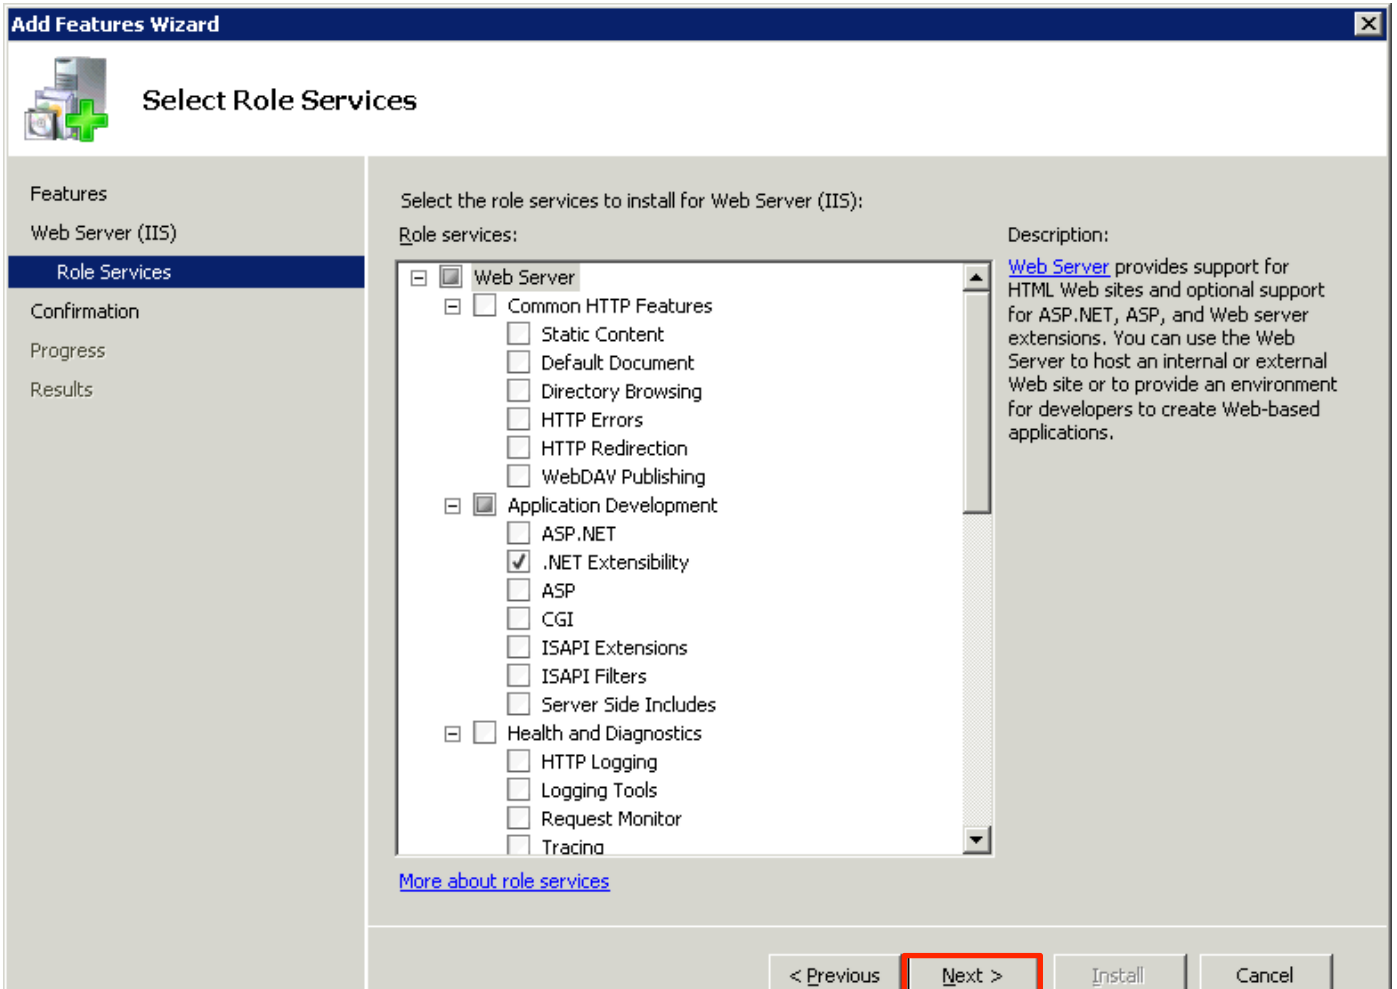 Add Features Wizard
Select Role Services
Features
Web Server (IIS)
Role Services
Confirmation
Progress
Results
Select the role services to install for Web Server (IIS):
Role services:
Web Server
Common HTTP Features
Static Content
Default Document
Directory Browsing
HTTP Errors
HTTP Redirection
WebDAV Publishing
Application Development
ASP.NET
.NET Extensibility
ASP
CGI
ISAPI Extensions
ISAPI Filters
Server Side Includes
Health and Diagnostics
HTTP Logging
Logging Tools
Request Monitor
Tracing
More about role services
Description:
Web Server provides support for
HTML Web sites and optional support
for ASP.NET, ASP, and Web server
extensions. You can use the Web
Server to host an internal or external
Web site or to provide an environment
for developers to create Web-based
applications.
< Previous
Next >
Install
Cancel